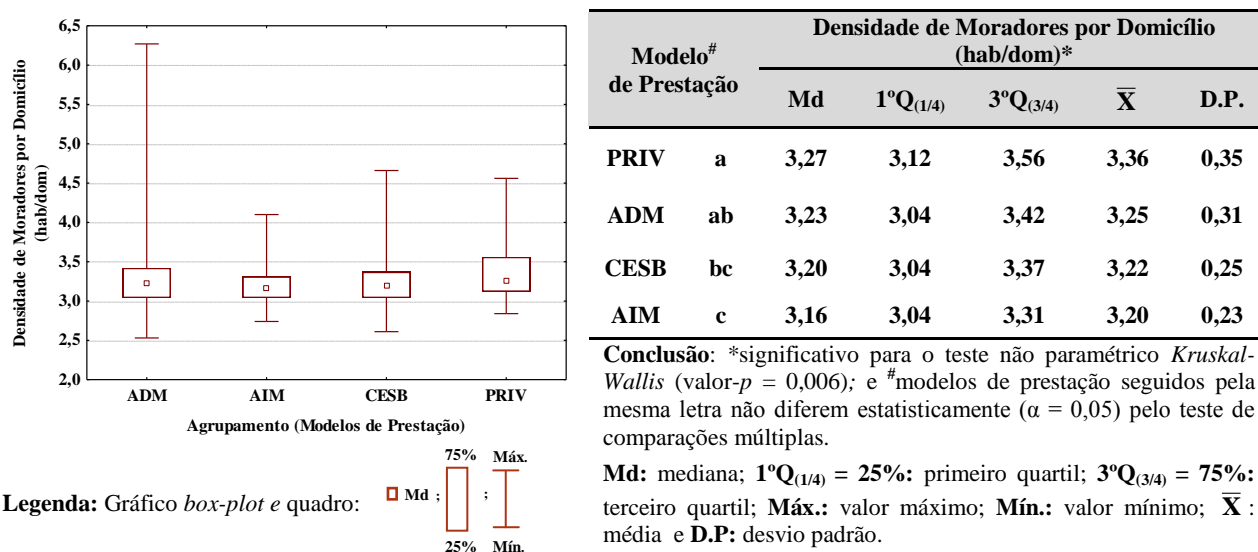 6,5
6,0
5,5
5,0
4,5
4,0
3,5
3,0
2,5
2,0
Densidade de Moradores por Domicílio
(hab/dom)
ADM AIM CESB PRIV
Agrupamento (Modelos de Prestação)
Legenda: Gráfico box-plot e quadro:
Md ; 75% ; Máx.
25% Mín.
Modelo# de Prestação
Densidade de Moradores por Domicílio
(hab/dom)*
Md 1ºQ(1/4) 3ºQ(3/4) X̅ D.P.
PRIV a 3,27 3,12 3,56 3,36 0,35
ADM ab 3,23 3,04 3,42 3,25 0,31
CESB bc 3,20 3,04 3,37 3,22 0,25
AIM c 3,16 3,04 3,31 3,20 0,23
Conclusão: *significativo para o teste não paramétrico Kruskal-
Wallis (valor-p = 0,006); e #modelos de prestação seguidos pela
mesma letra não diferem estatisticamente (α = 0,05) pelo teste de
comparações múltiplas.
Md: mediana; 1ºQ(1/4) = 25%: primeiro quartil; 3ºQ(3/4) = 75%:
terceiro quartil; Máx.: valor máximo; Mín.: valor mínimo; X̅ :
média e D.P: desvio padrão.